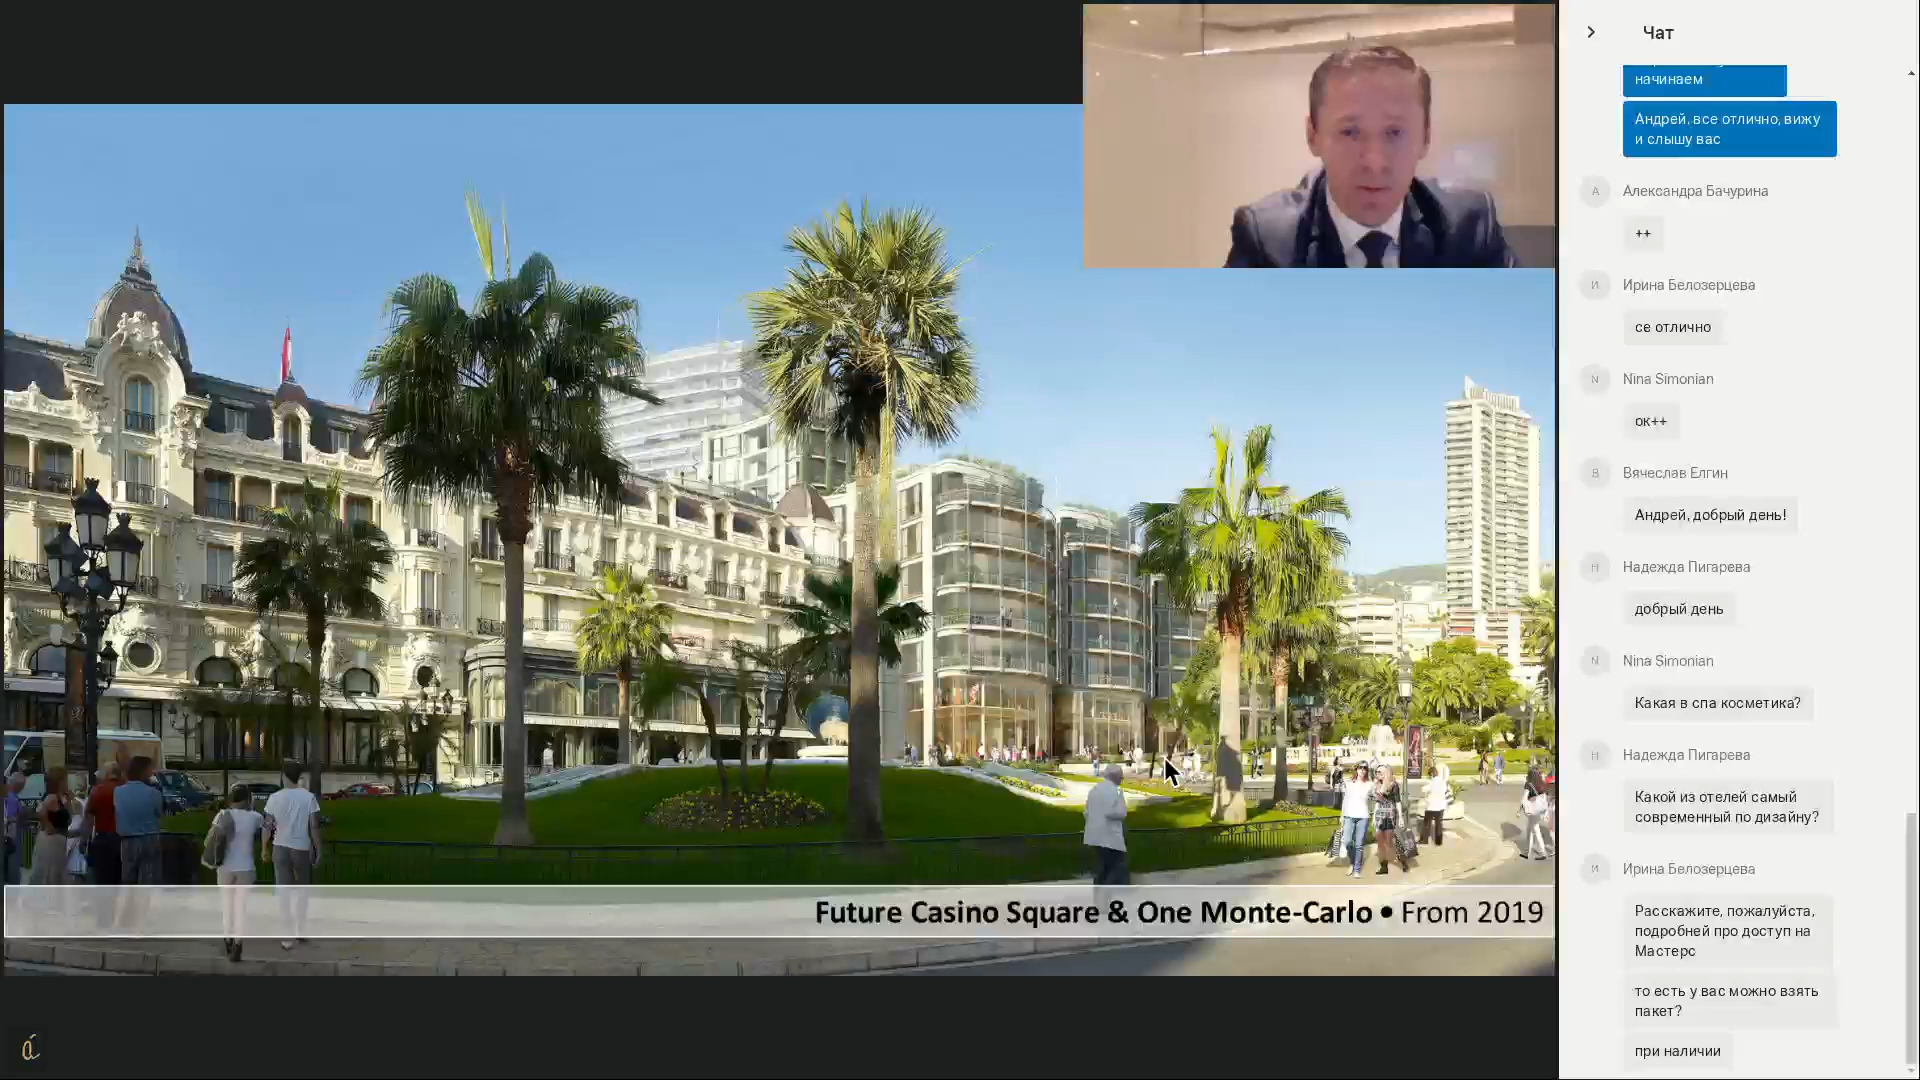 Чат
начинаем
Андрей, все отлично, вижу
и слышу вас
А
Александра Бачурина
++
И
Ирина Белозерцева
се отлично
N
Nina Simonian
ок++
В
Вячеслав Елгин
Андрей, добрый день!
Н
Надежда Пигарева
добрый день
N
Nina Simonian
Какая в спа косметика?
Н
Надежда Пигарева
Какой из отелей самый
современный по дизайну?
И
Ирина Белозерцева
Расскажите, пожалуйста,
подробней про доступ на
Мастерс
то есть у вас можно взять
пакет?
при наличии
Future Casino Square & One Monte-Carlo • From 2019
á